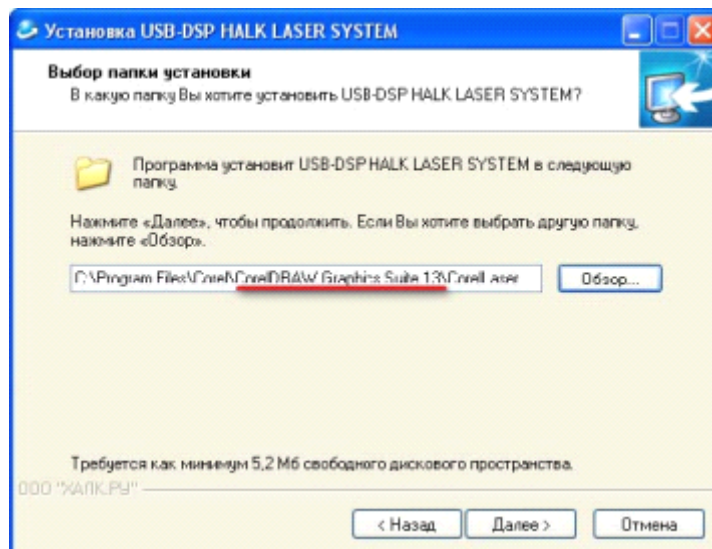 Установка USB-DSP HALK LASER SYSTEM
Выбор папки установки
В какую папку Вы хотите установить USB-DSP HALK LASER SYSTEM?
Программа установит USB-DSP HALK LASER SYSTEM в следующую
папку.
Нажмите «Далее», чтобы продолжить. Если Вы хотите выбрать другую папку,
нажмите «Обзор».
C:\Program Files\Corel\CorelDRAW Graphics Suite 13\CorelLaser
Обзор...
Требуется как минимум 5,2 Мб свободного дискового пространства.
ООО "ХАЛК.РУ"
< Назад
Далее >
Отмена